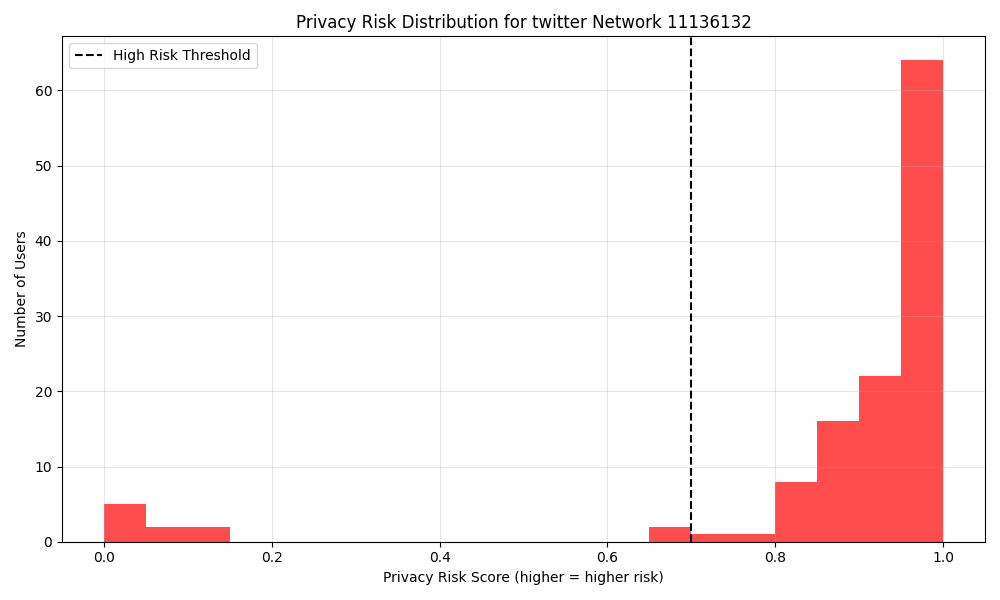 Privacy Risk Distribution for twitter Network 11136132
High Risk Threshold
Number of Users
60
50
40
30
20
10
0
0.0 0.2 0.4 0.6 0.8 1.0
Privacy Risk Score (higher = higher risk)